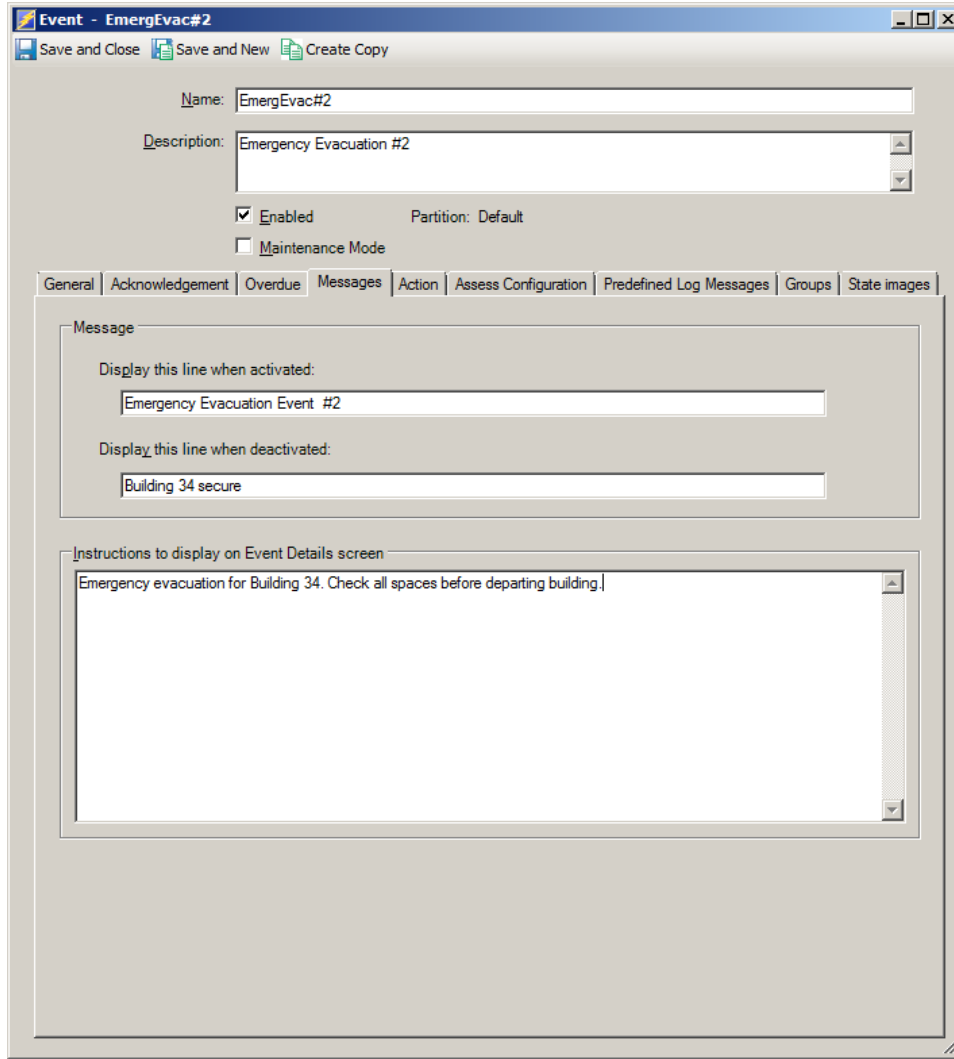 Event - EmergEvac#2
Save and Close Save and New Create Copy
Name: EmergEvac#2
Description: Emergency Evacuation #2
Enabled Partition: Default
Maintenance Mode
General Acknowledgement Overdue Messages Action Assess Configuration Predefined Log Messages Groups State images
Message
Display this line when activated:
Emergency Evacuation Event  #2
Display this line when deactivated:
Building 34 secure
Instructions to display on Event Details screen
Emergency evacuation for Building 34. Check all spaces before departing building.